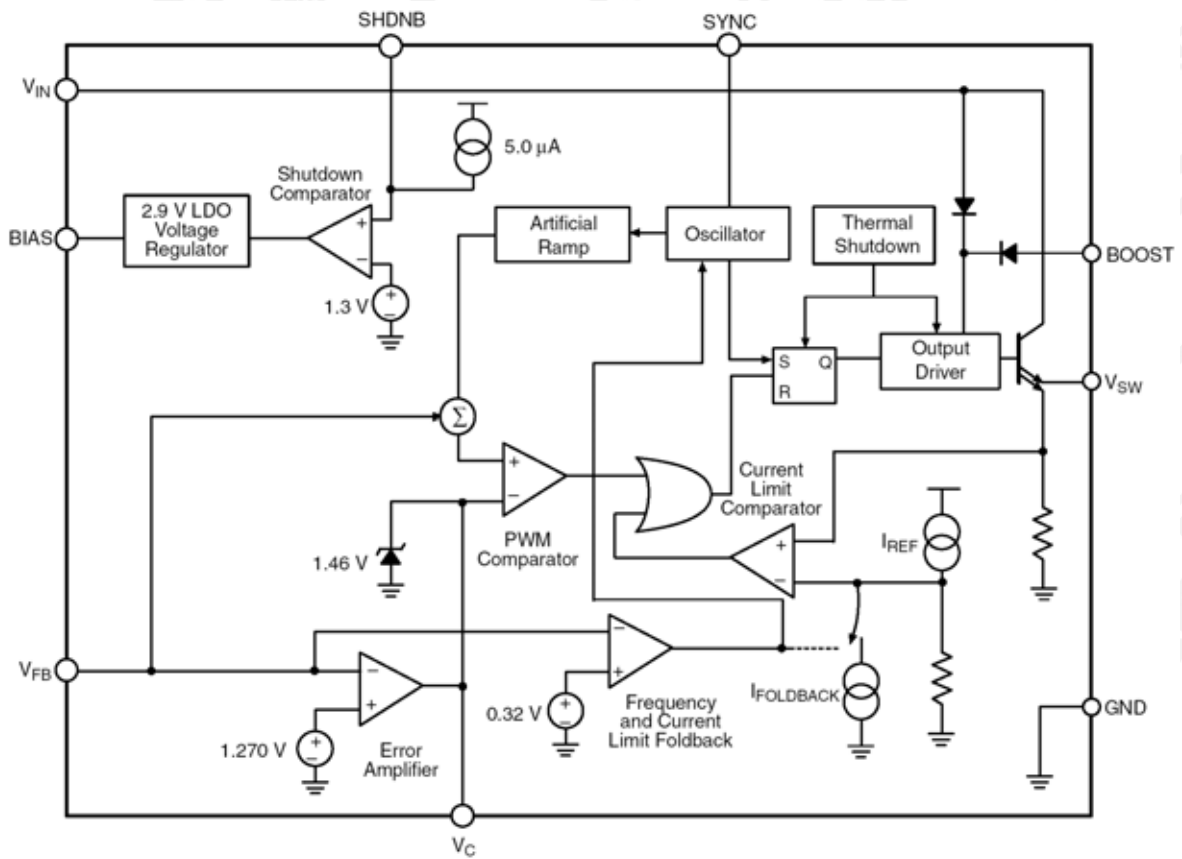 SHDNB
SYNC
VIN
5.0 μA
Shutdown
Comparator
2.9 V LDO
Voltage
Regulator
BIAS
+
−
1.3 V
+
−
Artificial
Ramp
Oscillator
Thermal
Shutdown
BOOST
S Q
R
Output
Driver
VSW
Σ
+
−
PWM
Comparator
1.46 V
Current
Limit
Comparator
+
−
IREF
VFB
−
+
1.270 V
+
−
Error
Amplifier
−
+
0.32 V
+
−
Frequency
and Current
Limit Foldback
IFOLDBACK
GND
VC